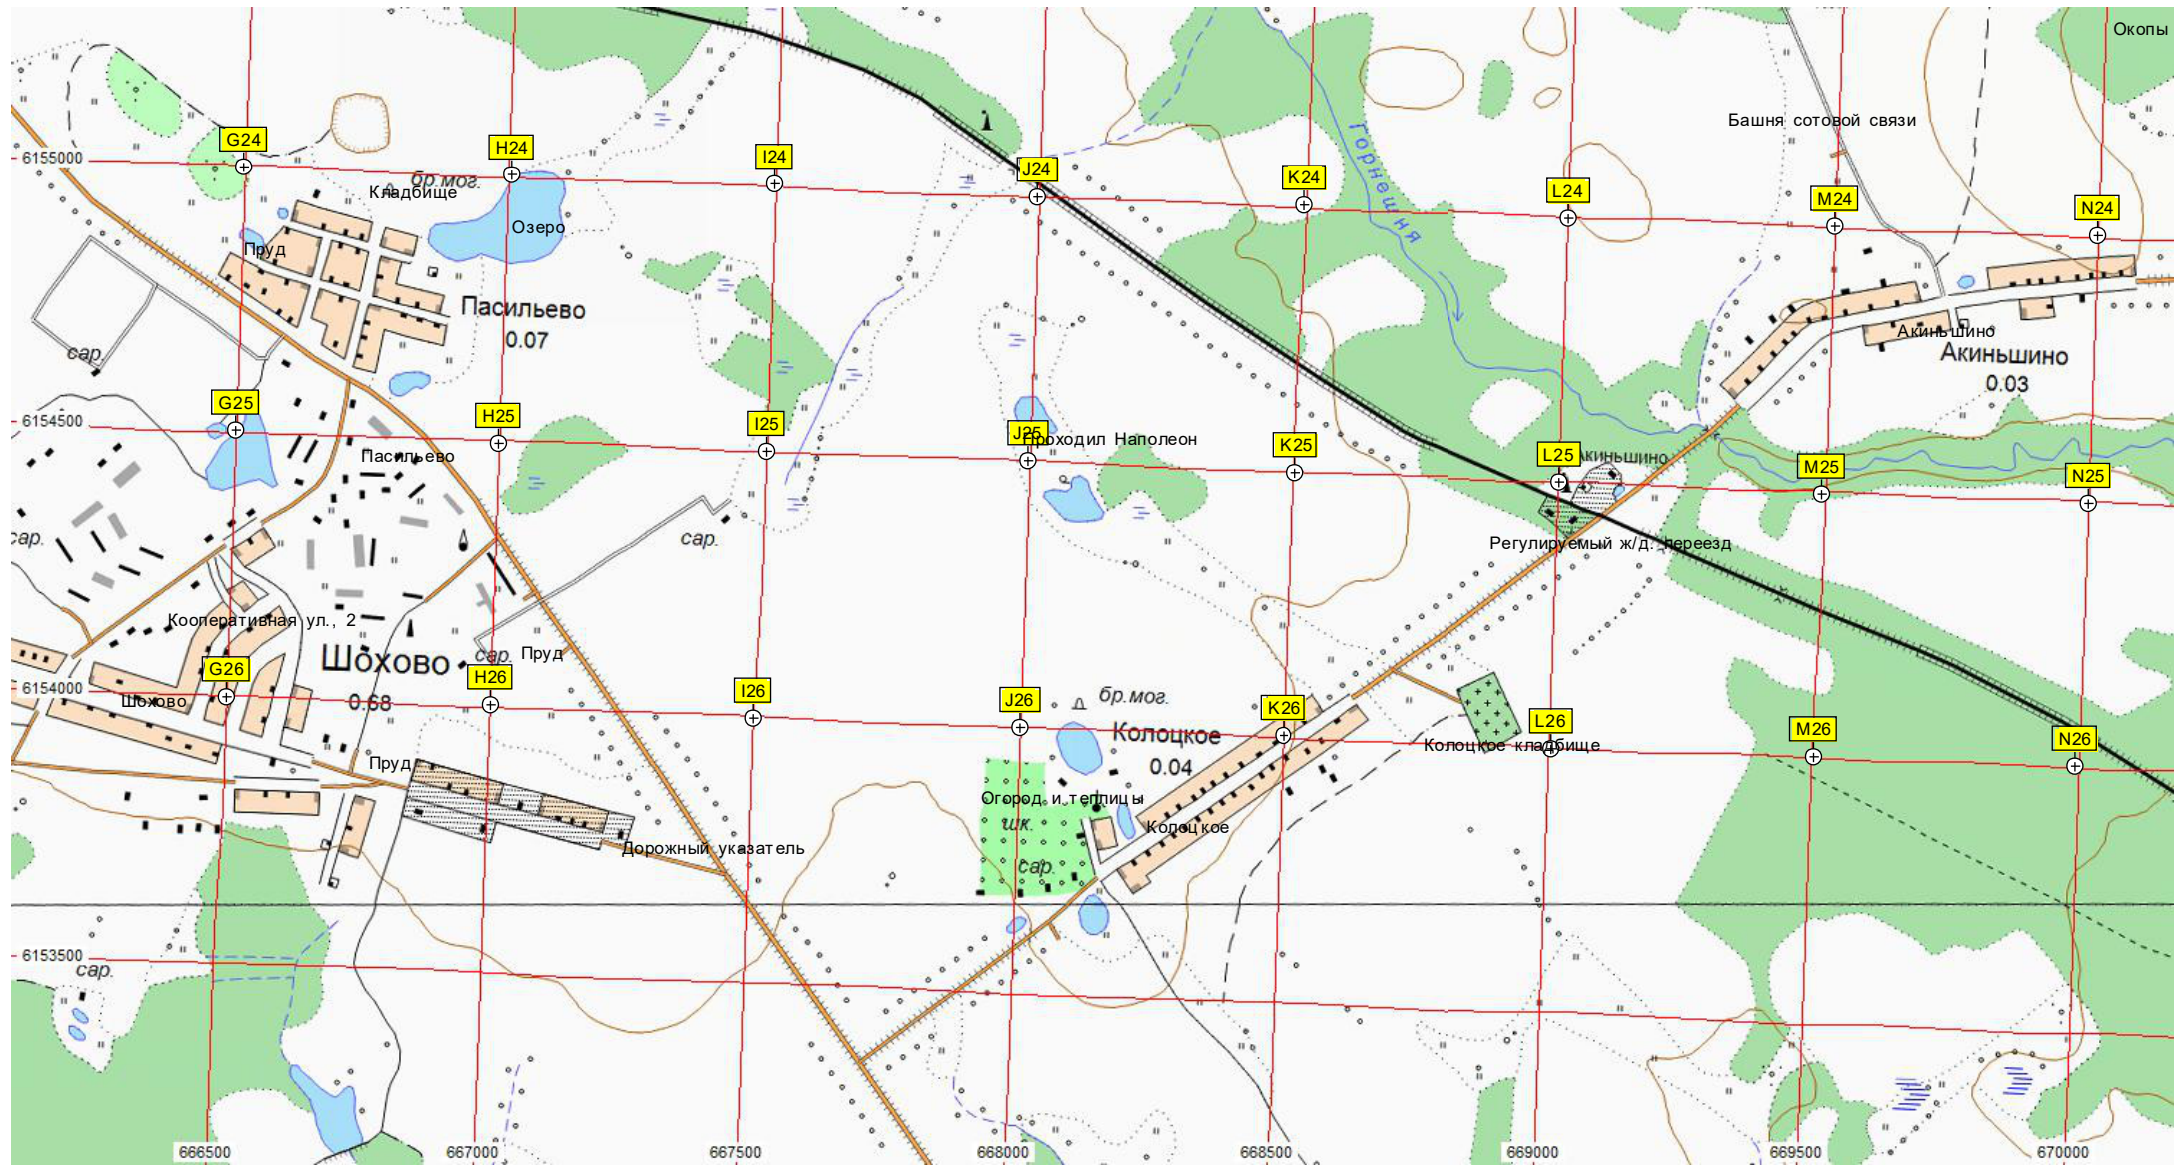 Окопы
Башня сотовой связи
G24
H24
I24
J24
K24
L24
M24
N24
6155000
бр.мог.
Кладбище
Горнешня
Озеро
Пруд
Пасильево
0.07
сар.
Акиньшино
Акиньшино
0.03
G25
H25
I25
J25
K25
L25
M25
N25
6154500
Проходил Наполеон
Пасильево
Акиньшино
сар.
сар.
Регулируемый ж/д. переезд
Кооперативная ул., 2
Шохово
0.68
сар.
Пруд
G26
H26
I26
J26
K26
L26
M26
N26
6154000
Шохово
бр.мог.
Колоцкое
0.04
Колоцкое кладбище
Пруд
Огород и теплицы
шк.
Колоцкое
Дорожный указатель
сар.
6153500
сар.
666500
667000
667500
668000
668500
669000
669500
670000